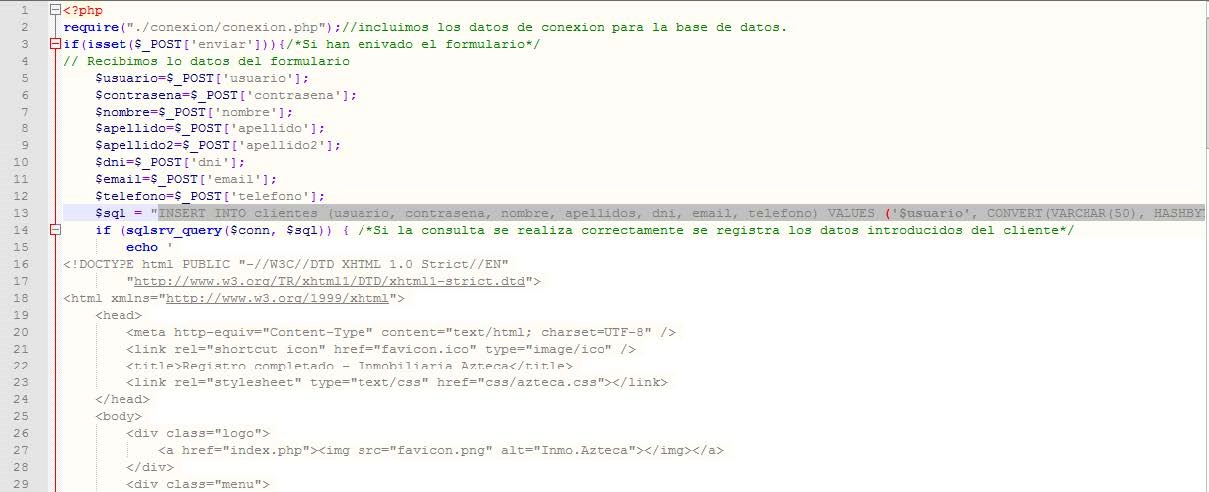 1 <?php
2 require("./conexion/conexion.php");//incluimos los datos de conexion para la base de datos.
3 if(isset($_POST['enviar'])){/*Si han enivado el formulario*/
4 // Recibimos lo datos del formulario
5 $usuario=$_POST['usuario'];
6 $contrasena=$_POST['contrasena'];
7 $nombre=$_POST['nombre'];
8 $apellido=$_POST['apellido'];
9 $apellido2=$_POST['apellido2'];
10 $dni=$_POST['dni'];
11 $email=$_POST['email'];
12 $telefono=$_POST['telefono'];
13 $sql = "INSERT INTO clientes (usuario, contrasena, nombre, apellidos, dni, email, telefono) VALUES ('$usuario', CONVERT(VARCHAR(50), HASHBY
14 if (sqlsrv_query($conn, $sql)) { /*Si la consulta se realiza correctamente se registra los datos introducidos del cliente*/
15 echo '
16 <!DOCTYPE html PUBLIC "-//W3C//DTD XHTML 1.0 Strict//EN"
17 "http://www.w3.org/TR/xhtml1/DTD/xhtml1-strict.dtd">
18 <html xmlns="http://www.w3.org/1999/xhtml">
19 <head>
20 <meta http-equiv="Content-Type" content="text/html; charset=UTF-8" />
21 <link rel="shortcut icon" href="favicon.ico" type="image/ico" />
22 <title>Registro completado - Inmobiliaria Azteca</title>
23 <link rel="stylesheet" type="text/css" href="css/azteca.css"></link>
24 </head>
25 <body>
26 <div class="logo">
27 <a href="index.php"><img src="favicon.png" alt="Inmo.Azteca"></img></a>
28 </div>
29 <div class="menu">